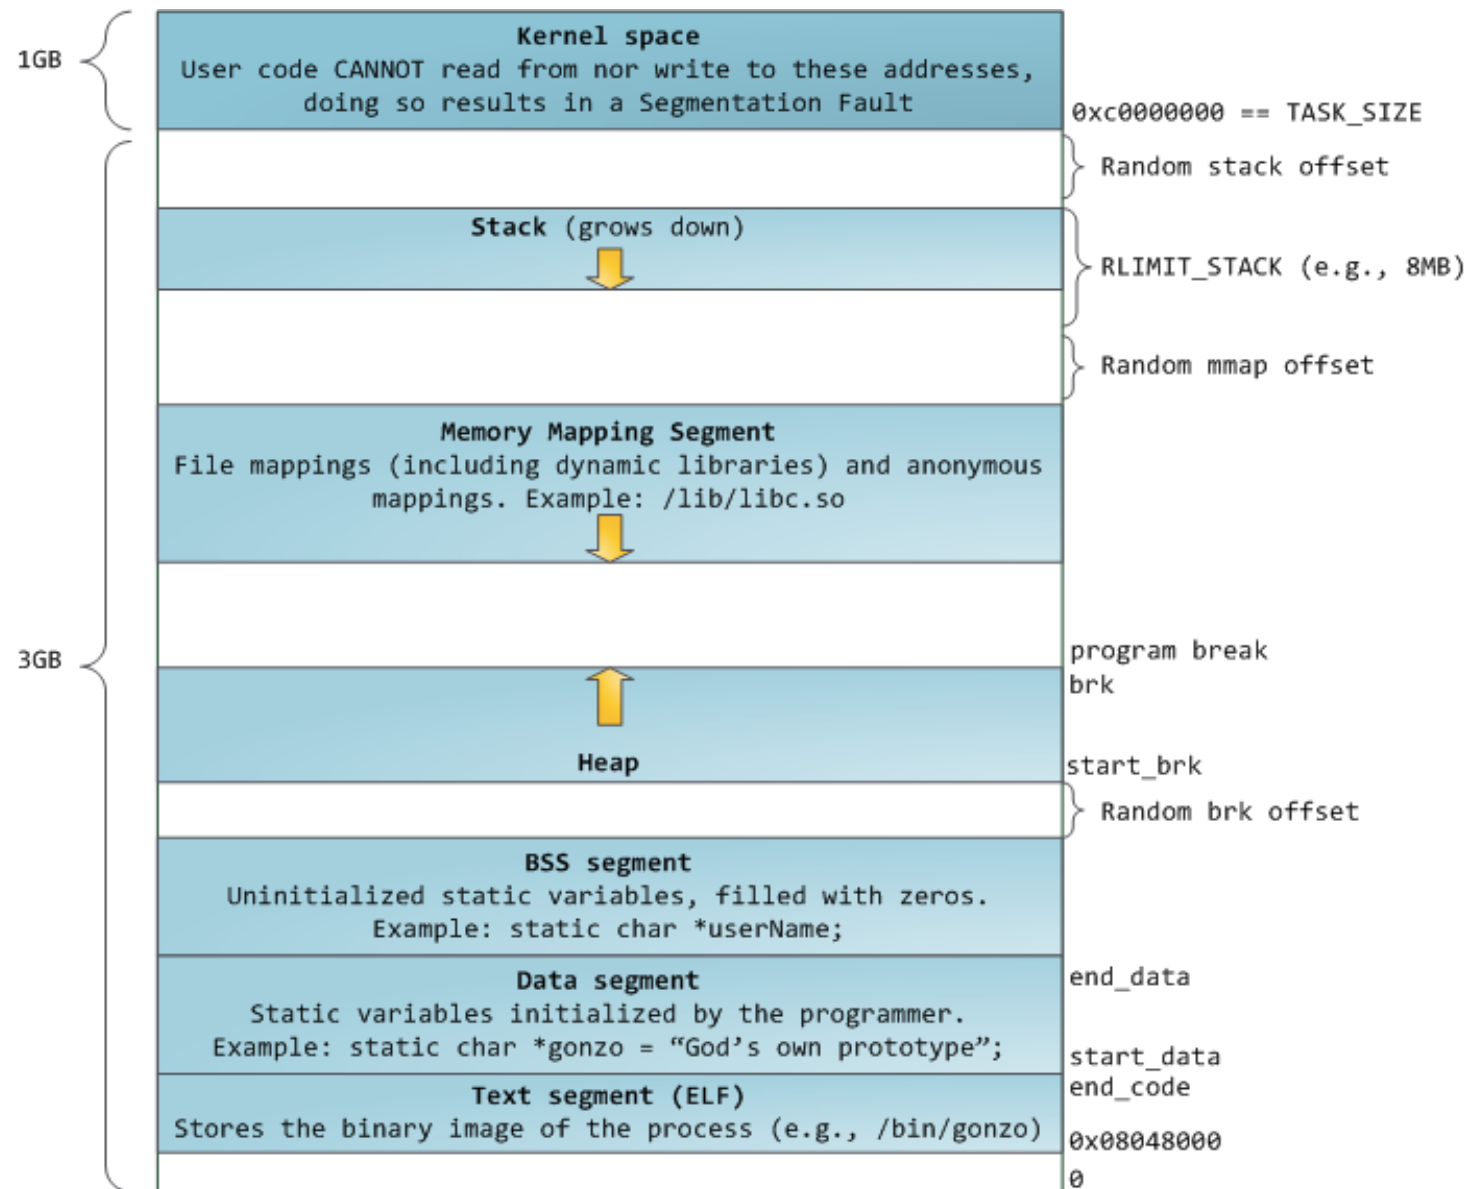 1GB
Kernel space
User code CANNOT read from nor write to these addresses,
doing so results in a Segmentation Fault
0xc0000000 == TASK_SIZE
Random stack offset
Stack (grows down)
RLIMIT_STACK (e.g., 8MB)
Random mmap offset
Memory Mapping Segment
File mappings (including dynamic libraries) and anonymous
mappings. Example: /lib/libc.so
3GB
program break
brk
Heap
start_brk
Random brk offset
BSS segment
Uninitialized static variables, filled with zeros.
Example: static char *userName;
Data segment
Static variables initialized by the programmer.
Example: static char *gonzo = “God’s own prototype”;
end_data
start_data
Text segment (ELF)
Stores the binary image of the process (e.g., /bin/gonzo)
end_code
0x08048000
0